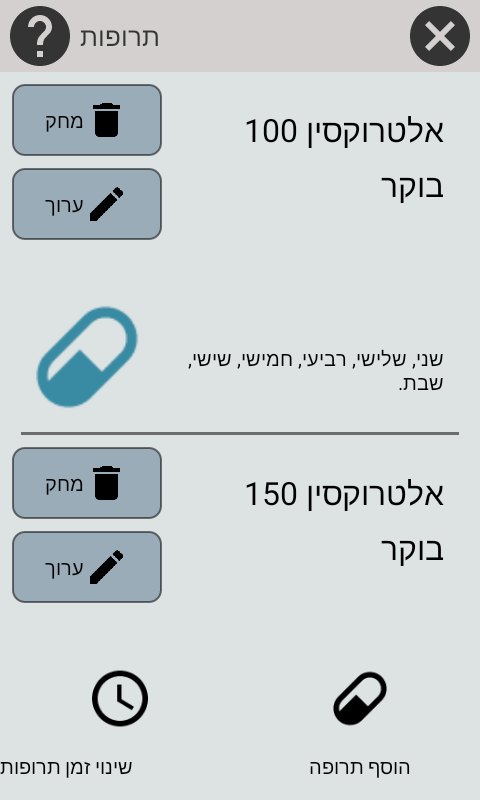 תרופות
אלטרוקסין 100
מחק
בוקר
ערוך
שני, שלישי, רביעי, חמישי, שישי,
שבת.
אלטרוקסין 150
מחק
בוקר
ערוך
הוסף תרופה
שינוי זמן תרופות